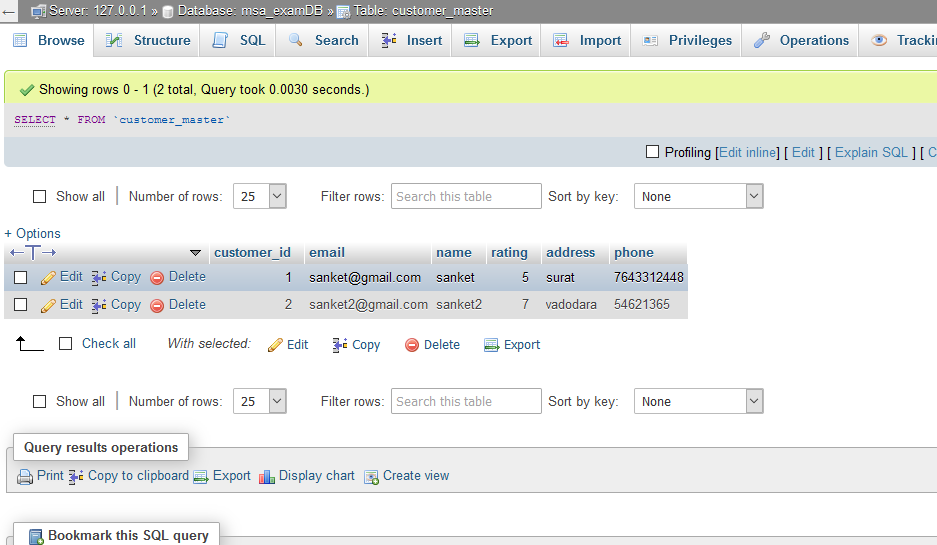 Server: 127.0.0.1 » Database: msa_examDB » Table: customer_master
Browse Structure SQL Search Insert Export Import Privileges Operations
Showing rows 0 - 1 (2 total, Query took 0.0030 seconds.)
SELECT * FROM `customer_master`
Profiling [Edit inline] [ Edit ] [ Explain SQL ] [
Show all Number of rows: 25 Filter rows: Search this table Sort by key: None
+ Options
customer_id email name rating address phone
Edit Copy Delete 1 sanket@gmail.com sanket 5 surat 7643312448
Edit Copy Delete 2 sanket2@gmail.com sanket2 7 vadodara 54621365
Check all With selected: Edit Copy Delete Export
Show all Number of rows: 25 Filter rows: Search this table Sort by key: None
Query results operations
Print Copy to clipboard Export Display chart Create view
Bookmark this SQL query